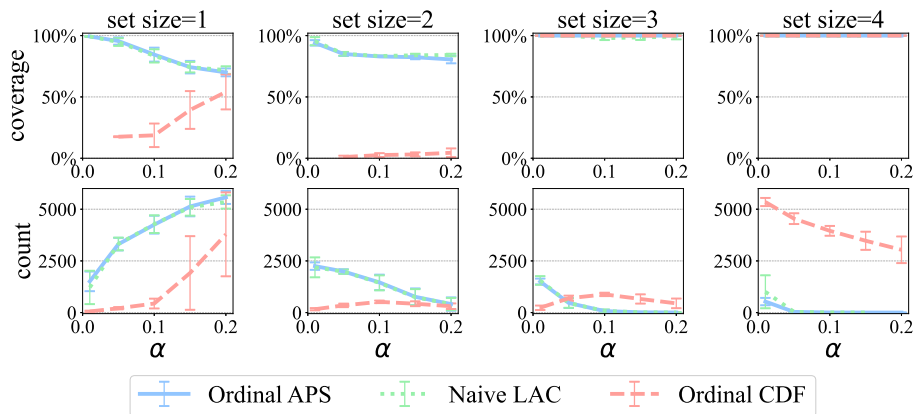 set size=1 set size=2 set size=3 set size=4
100% 100% 100% 100%
coverage
50% 50% 50% 50%
0% 0% 0% 0%
0.0 0.1 0.2 0.0 0.1 0.2 0.0 0.1 0.2 0.0 0.1 0.2
5000 5000 5000 5000
count
2500 2500 2500 2500
0 0 0 0
0.0 0.1 0.2 0.0 0.1 0.2 0.0 0.1 0.2 0.0 0.1 0.2
α α α α
Ordinal APS Naive LAC Ordinal CDF